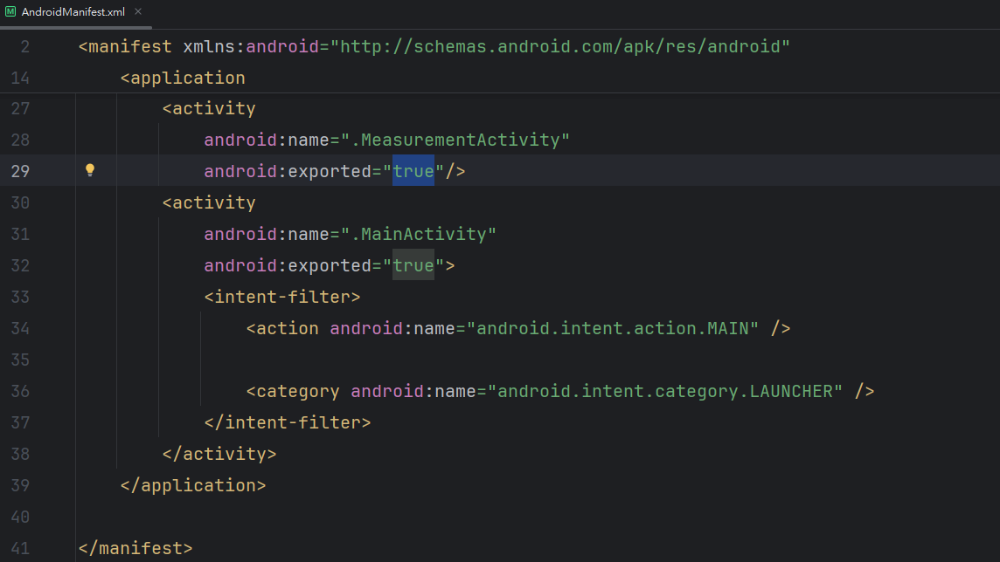 M AndroidManifest.xml ×
2 <manifest xmlns:android="http://schemas.android.com/apk/res/android"
14 <application
27 <activity
28 android:name=".MeasurementActivity"
29 android:exported="true"/>
30 <activity
31 android:name=".MainActivity"
32 android:exported="true">
33 <intent-filter>
34 <action android:name="android.intent.action.MAIN" />
35
36 <category android:name="android.intent.category.LAUNCHER" />
37 </intent-filter>
38 </activity>
39 </application>
40
41 </manifest>